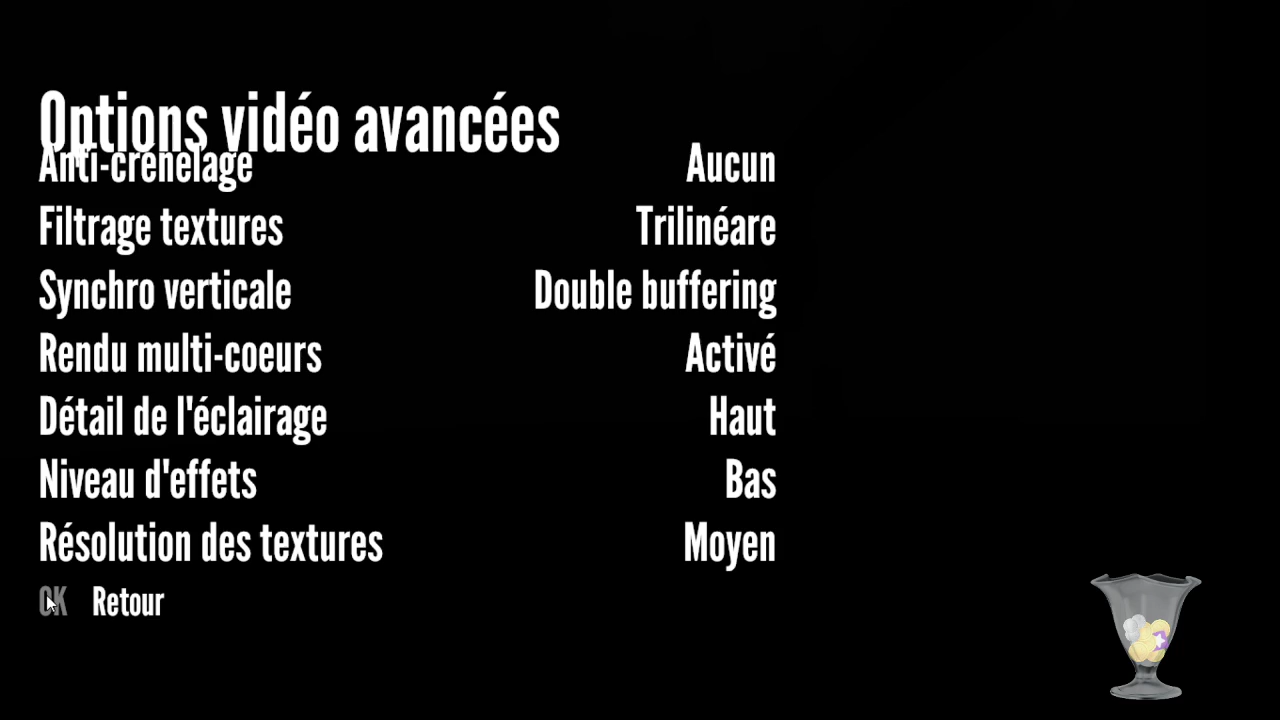 Options vidéo avancées
Anti-crénelage Aucun
Filtrage textures Trilinéare
Synchro verticale Double buffering
Rendu multi-coeurs Activé
Détail de l'éclairage Haut
Niveau d'effets Bas
Résolution des textures Moyen
OK Retour